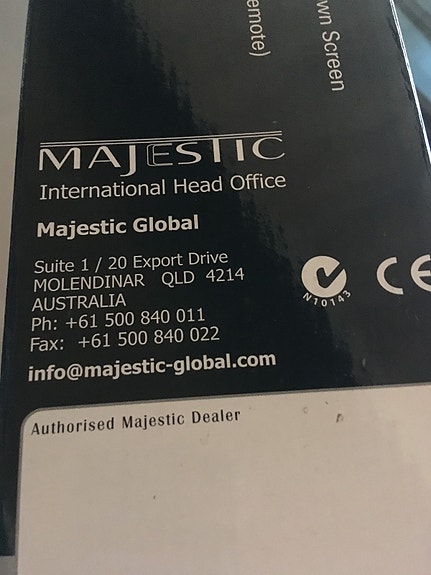 emote)
wn Screen
MAJESTIC
International Head Office
Majestic Global
Suite 1 / 20 Export Drive
MOLENDINAR QLD 4214
AUSTRALIA
Ph: +61 500 840 011
Fax: +61 500 840 022
info@majestic-global.com
N10143
CE
Authorised Majestic Dealer